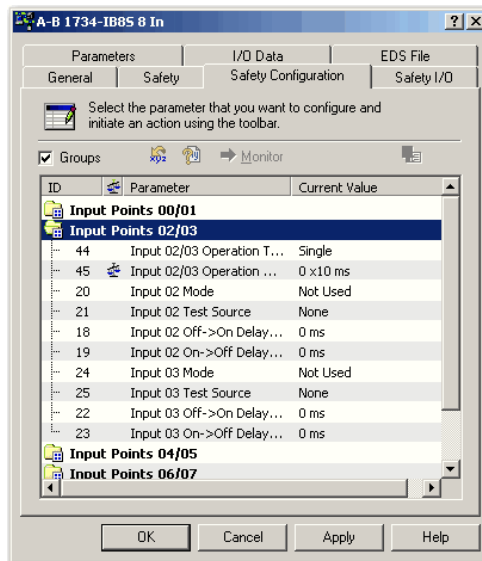 A-B 1734-IB8S 8 In
Parameters I/O Data EDS File
General Safety Safety Configuration Safety I/O
Select the parameter that you want to configure and
initiate an action using the toolbar.
Groups xyz Monitor
ID Parameter Current Value
Input Points 00/01
Input Points 02/03
44 Input 02/03 Operation T... Single
45 Input 02/03 Operation ... 0 x10 ms
20 Input 02 Mode Not Used
21 Input 02 Test Source None
18 Input 02 Off->On Delay... 0 ms
19 Input 02 On->Off Delay... 0 ms
24 Input 03 Mode Not Used
25 Input 03 Test Source None
22 Input 03 Off->On Delay... 0 ms
23 Input 03 On->Off Delay... 0 ms
Input Points 04/05
Input Points 06/07
OK Cancel Apply Help